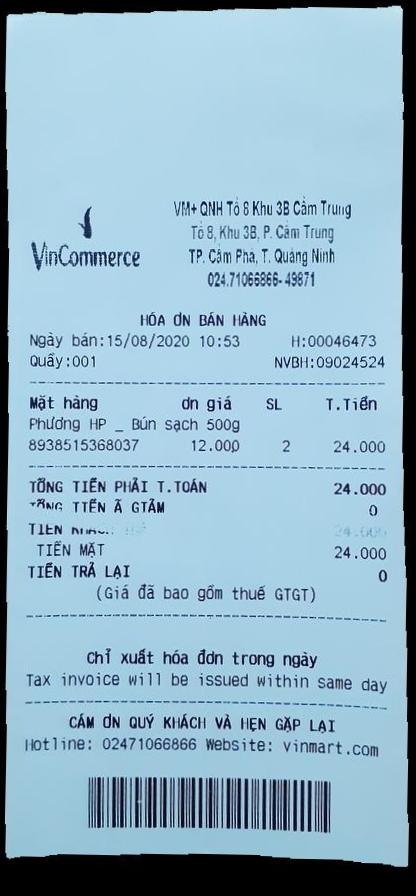 VinCommerce
VM+ QNH Tổ 8 Khu 3B Cẩm Trung
Tổ 8, Khu 3B, P. Cẩm Trung
TP. Cẩm Phả, T. Quảng Ninh
024.71066866-49871
HÓA ĐƠN BÁN HÀNG
Ngày bán:15/08/2020 10:53 H:00046473
Quầy:001 NVBH:09024524
Mặt hàng Đơn giá SL T.Tiền
Phương HP _ Bún sạch 500g
8938515368037 12.000 2 24.000
TỔNG TIỀN PHẢI T.TOÁN 24.000
TỔNG TIỀN GIẢM 0
TIỀN 24.000
TIỀN MẶT 24.000
TIỀN TRẢ LẠI 0
(Giá đã bao gồm thuế GTGT)
Chỉ xuất hóa đơn trong ngày
Tax invoice will be issued within same day
CẢM ƠN QUÝ KHÁCH VÀ HẸN GẶP LẠI
Hotline: 02471066866 Website: vinmart.com